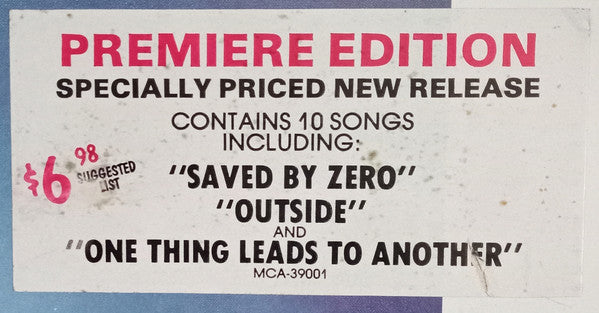 PREMIERE EDITION
SPECIALLY PRICED NEW RELEASE
CONTAINS 10 SONGS
INCLUDING:
$6 98
SUGGESTED
LIST
"SAVED BY ZERO"
"OUTSIDE"
AND
"ONE THING LEADS TO ANOTHER"
MCA-39001